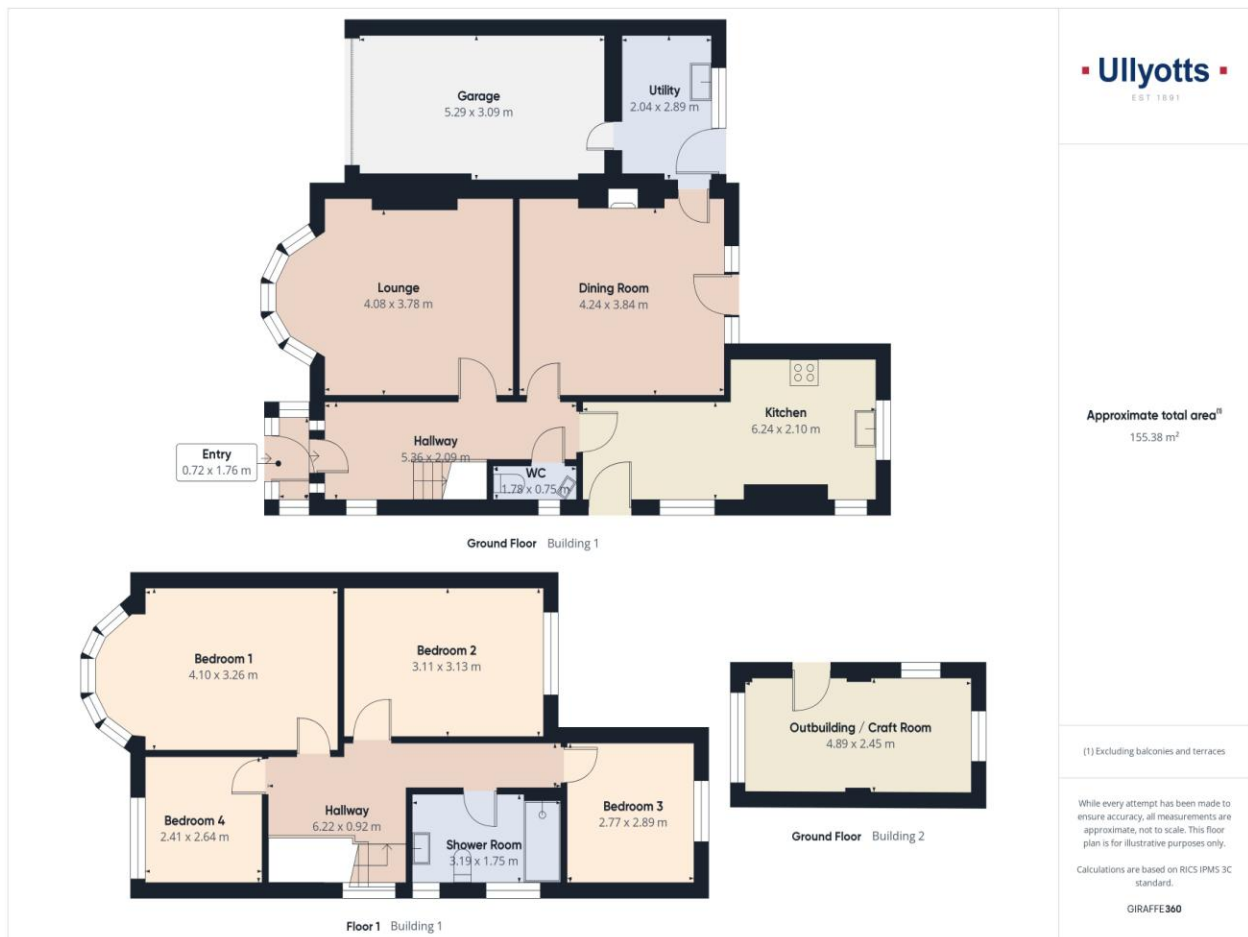 Garage
5.29 x 3.09 m
Utility
2.04 x 2.89 m
Lounge
4.08 x 3.78 m
Dining Room
4.24 x 3.84 m
Kitchen
6.24 x 2.10 m
Hallway
5.36 x 2.09 m
Entry
0.72 x 1.76 m
WC
1.78 x 0.75 m
Ground Floor Building 1
Bedroom 1
4.10 x 3.26 m
Bedroom 2
3.11 x 3.13 m
Bedroom 4
2.41 x 2.64 m
Hallway
6.22 x 0.92 m
Shower Room
3.19 x 1.75 m
Bedroom 3
2.77 x 2.89 m
Floor 1 Building 1
Outbuilding / Craft Room
4.89 x 2.45 m
Ground Floor Building 2
Ullyotts
EST 1891
Approximate total area(1)
155.38 m²
(1) Excluding balconies and terraces
While every attempt has been made to
ensure accuracy, all measurements are
approximate, not to scale. This floor
plan is for illustrative purposes only.
Calculations are based on RICS IPMS 3C
standard.
GIRAFFE360